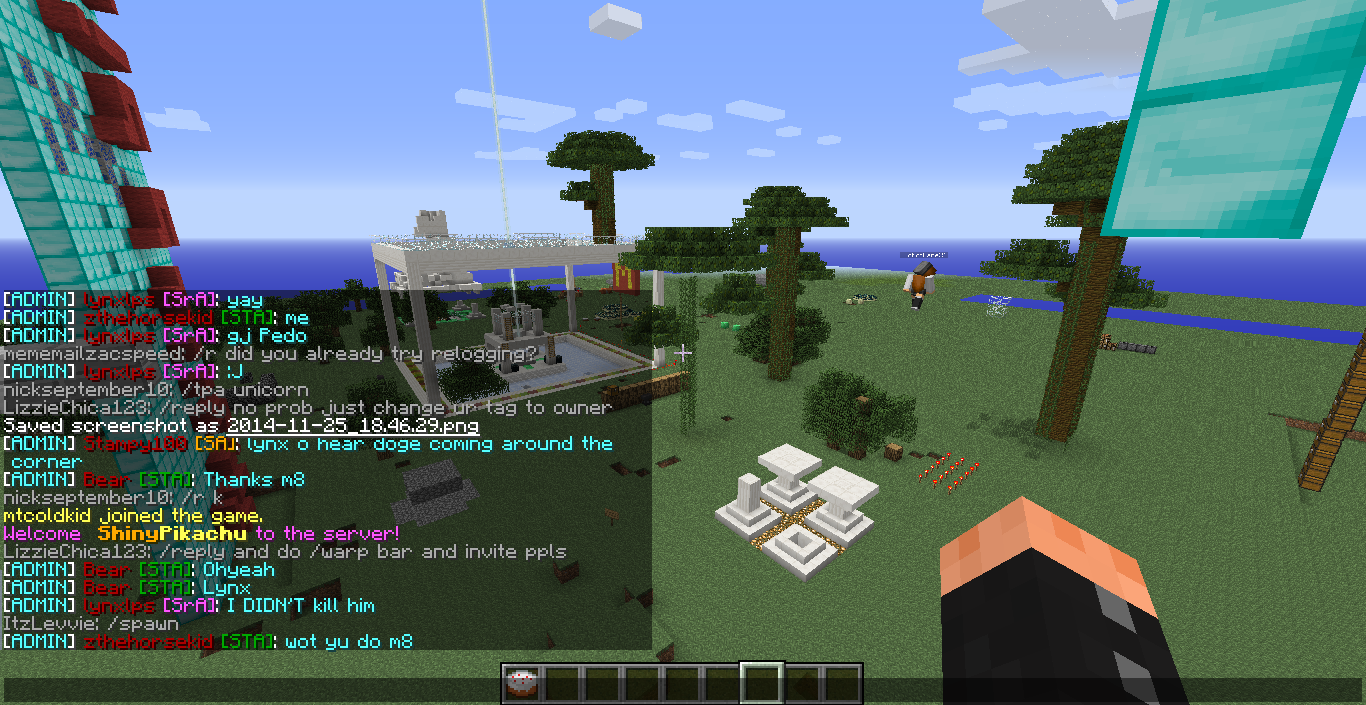 [ADMIN] lynxlps [SrA]: yay
[ADMIN] zthehorsekid [STA]: me
[ADMIN] lynxlps [SrA]: gj Pedo
mememailzacspeed: /r did you already try relogging?
[ADMIN] lynxlps [SrA]: :J
nickseptember10: /tpa unicorn
LizzieChica123: /reply no prob just change ur tag to owner
Saved screenshot as 2014-11-25_18.46.29.png
[ADMIN] Stampy100 [SA]: lynx o hear doge coming around the
corner
[ADMIN] Bear [STA]: Thanks m8
nickseptember10: /r k
mtcoldkid joined the game.
Welcome ShinyPikachu to the server!
LizzieChica123: /reply and do /warp bar and invite ppls
[ADMIN] Bear [STA]: Ohyeah
[ADMIN] Bear [STA]: Lynx
[ADMIN] lynxlps [SrA]: I DIDN'T kill him
ItzLevvie: /spawn
[ADMIN] zthehorsekid [STA]: wot yu do m8